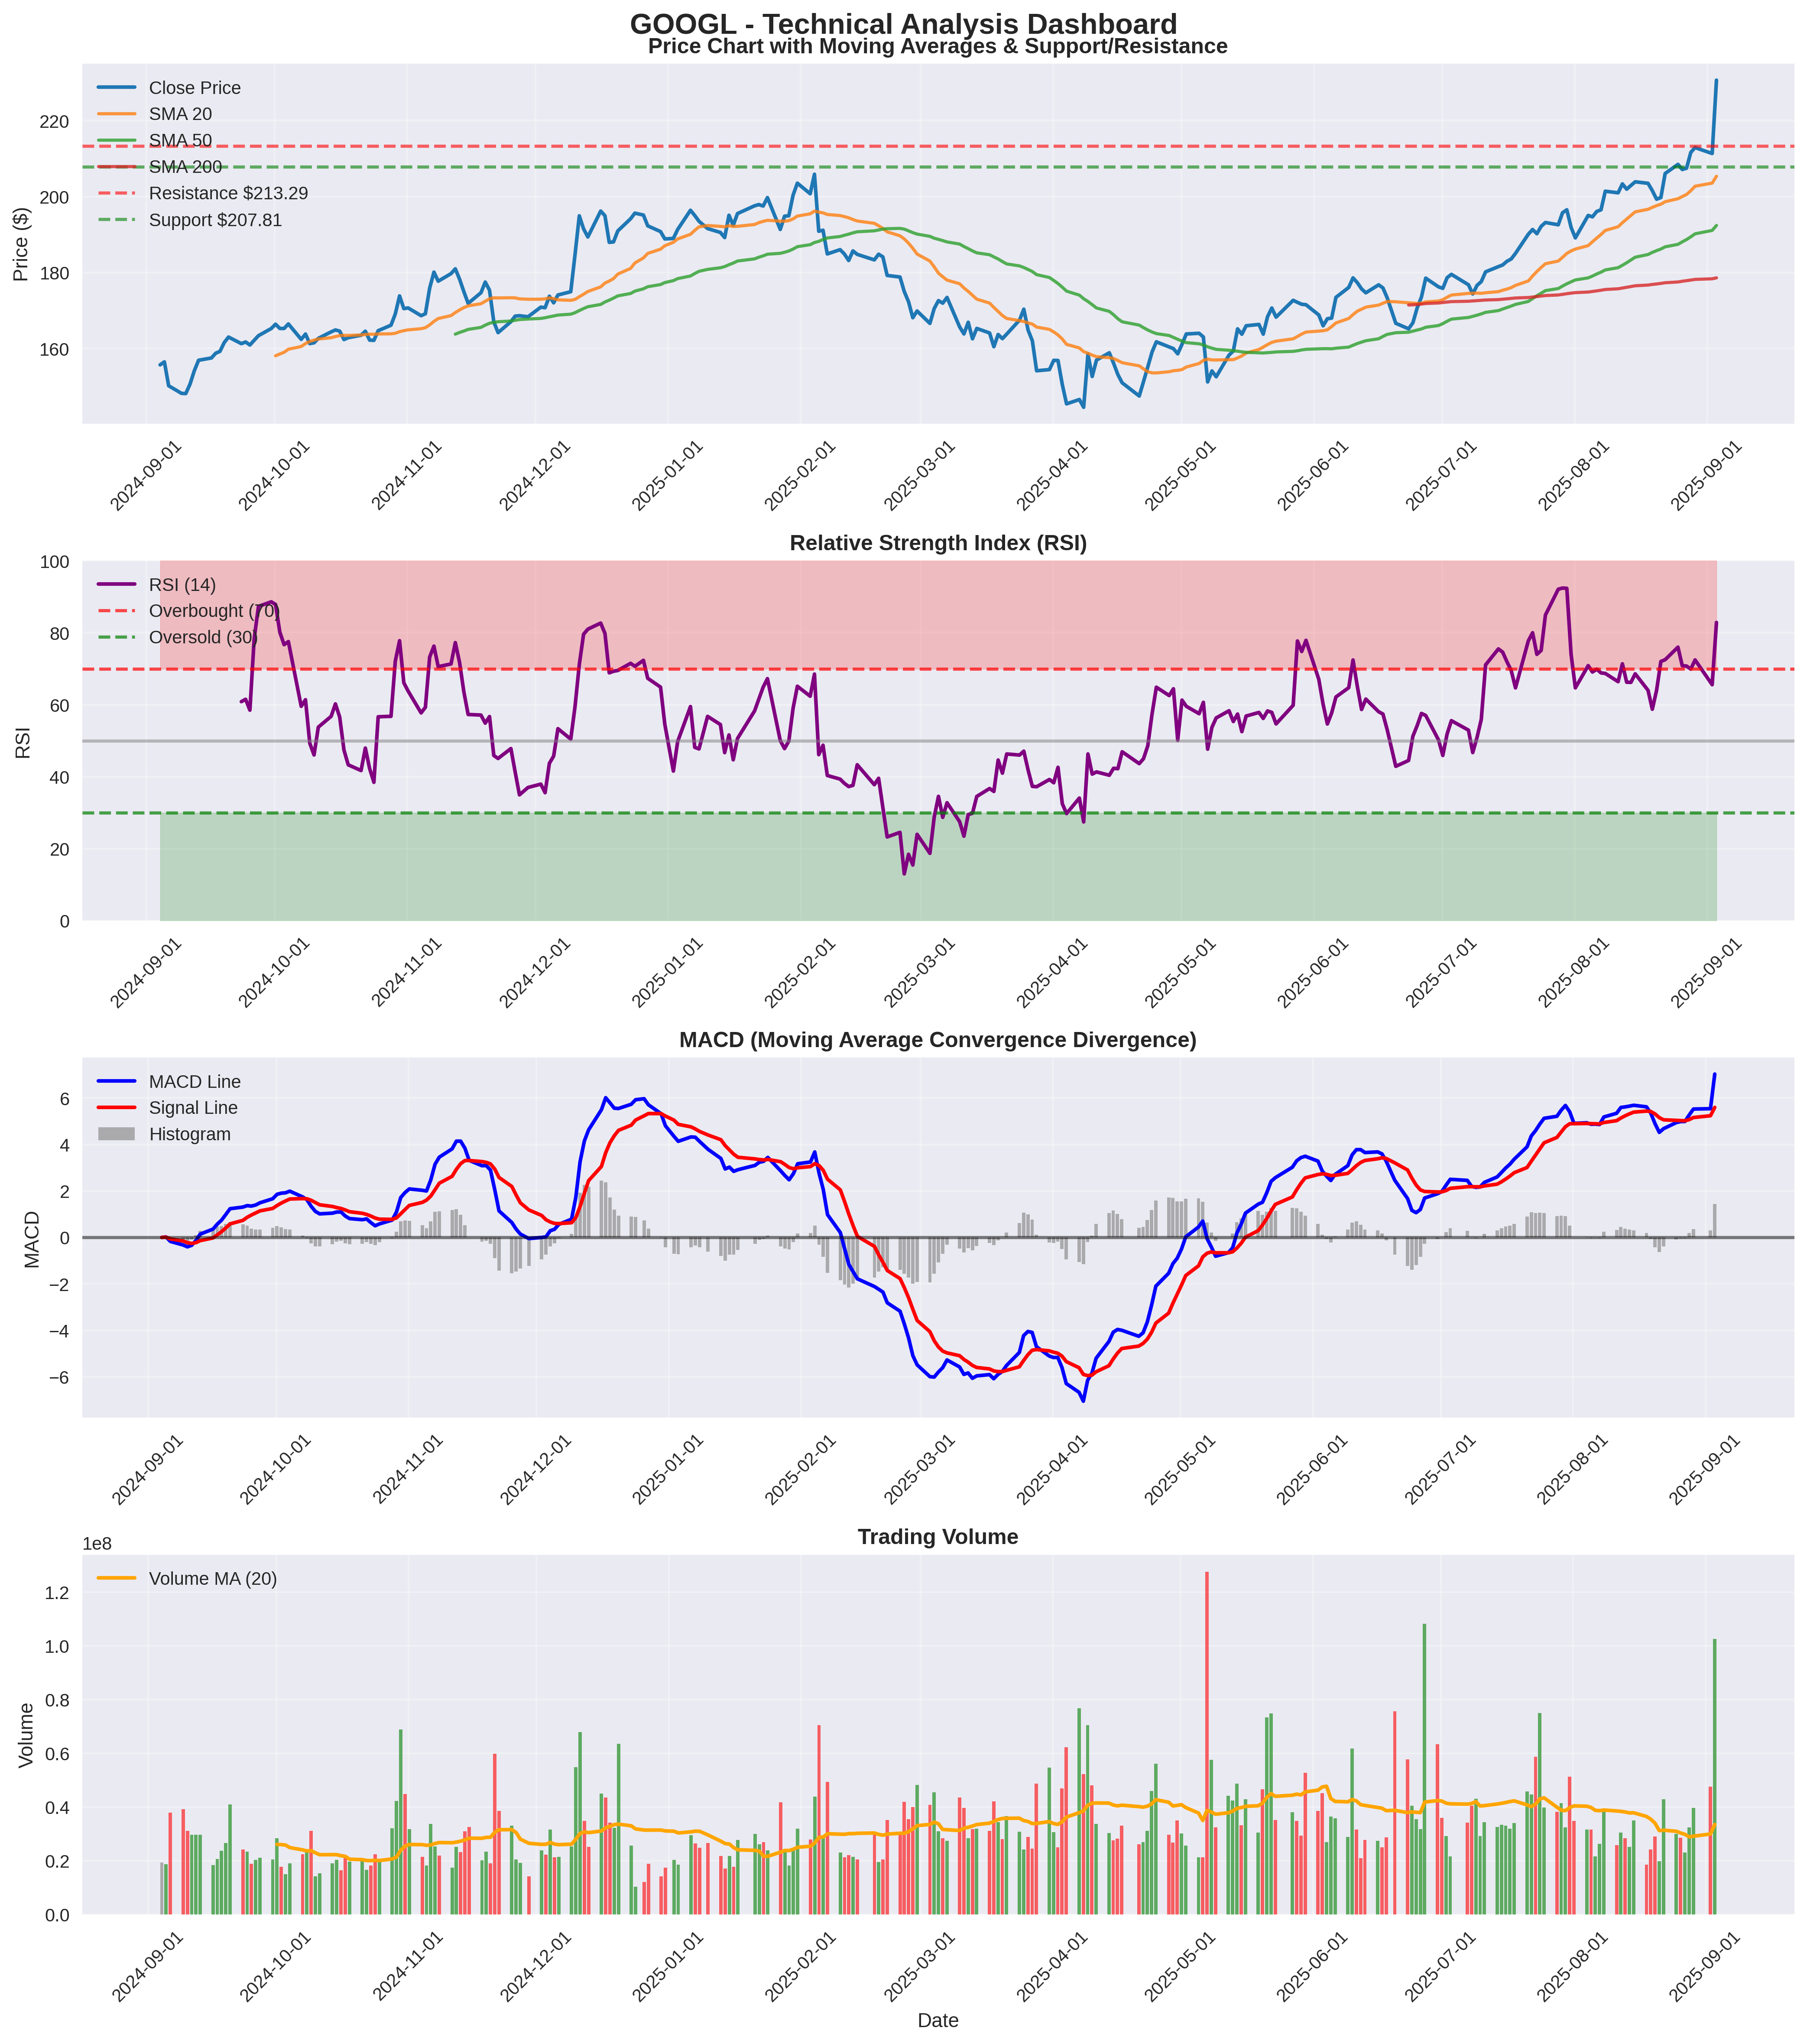 GOOGL - Technical Analysis Dashboard
Price Chart with Moving Averages & Support/Resistance
Close Price
SMA 20
SMA 50
SMA 200
Resistance $213.29
Support $207.81
Price ($)
220
200
180
160
2024-09-01 2024-10-01 2024-11-01 2024-12-01 2025-01-01 2025-02-01 2025-03-01 2025-04-01 2025-05-01 2025-06-01 2025-07-01 2025-08-01 2025-09-01
Relative Strength Index (RSI)
RSI (14)
Overbought (70)
Oversold (30)
RSI
100
80
60
40
20
0
2024-09-01 2024-10-01 2024-11-01 2024-12-01 2025-01-01 2025-02-01 2025-03-01 2025-04-01 2025-05-01 2025-06-01 2025-07-01 2025-08-01 2025-09-01
MACD (Moving Average Convergence Divergence)
MACD Line
Signal Line
Histogram
MACD
6
4
2
0
−2
−4
−6
2024-09-01 2024-10-01 2024-11-01 2024-12-01 2025-01-01 2025-02-01 2025-03-01 2025-04-01 2025-05-01 2025-06-01 2025-07-01 2025-08-01 2025-09-01
Trading Volume
1e8
Volume MA (20)
Volume
1.2
1.0
0.8
0.6
0.4
0.2
0.0
2024-09-01 2024-10-01 2024-11-01 2024-12-01 2025-01-01 2025-02-01 2025-03-01 2025-04-01 2025-05-01 2025-06-01 2025-07-01 2025-08-01 2025-09-01
Date